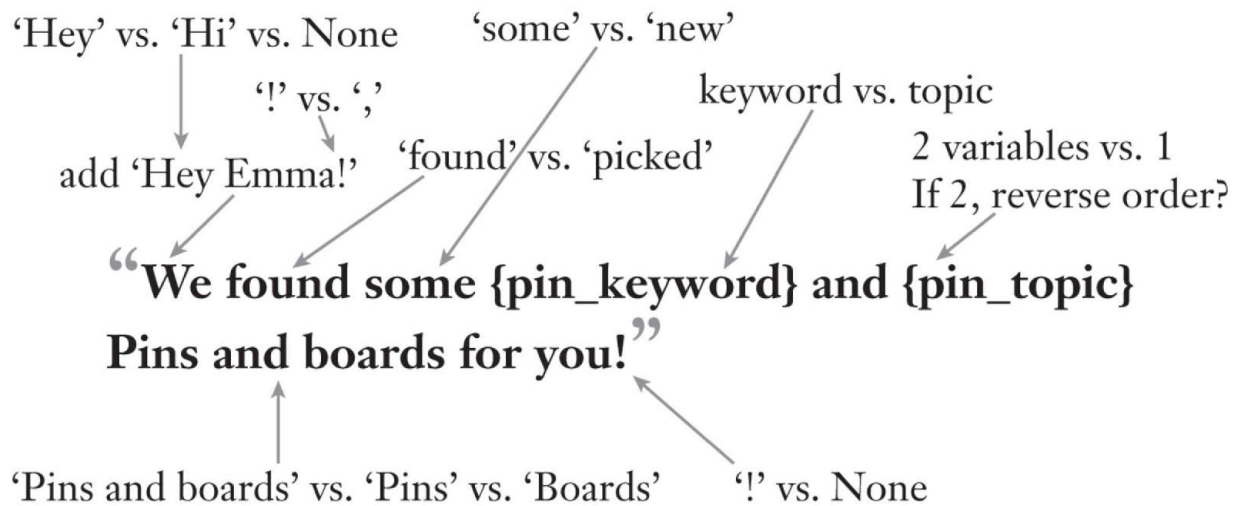 ‘Hey’ vs. ‘Hi’ vs. None
‘some’ vs. ‘new’
‘!’ vs. ‘,’
keyword vs. topic
add ‘Hey Emma!’
‘found’ vs. ‘picked’
2 variables vs. 1
If 2, reverse order?
“We found some {pin_keyword} and {pin_topic}
Pins and boards for you!”
‘Pins and boards’ vs. ‘Pins’ vs. ‘Boards’
‘!’ vs. None